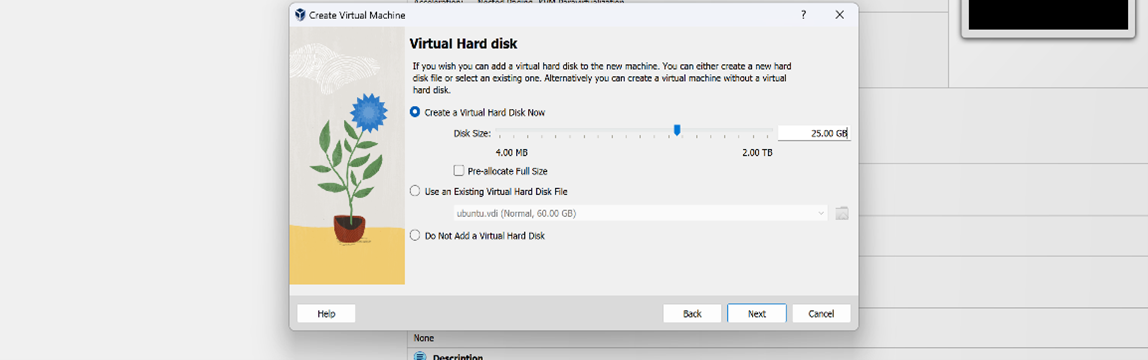 Create Virtual Machine
?
Virtual Hard disk
If you wish you can add a virtual hard disk to the new machine. You can either create a new hard
disk file or select an existing one. Alternatively you can create a virtual machine without a virtual
hard disk.
Create a Virtual Hard Disk Now
Disk Size:
25.00 GB
4.00 MB
2.00 TB
Pre-allocate Full Size
Use an Existing Virtual Hard Disk File
ubuntu.vdi (Normal, 60.00 GB)
Do Not Add a Virtual Hard Disk
Help
Back
Next
Cancel
None
Description